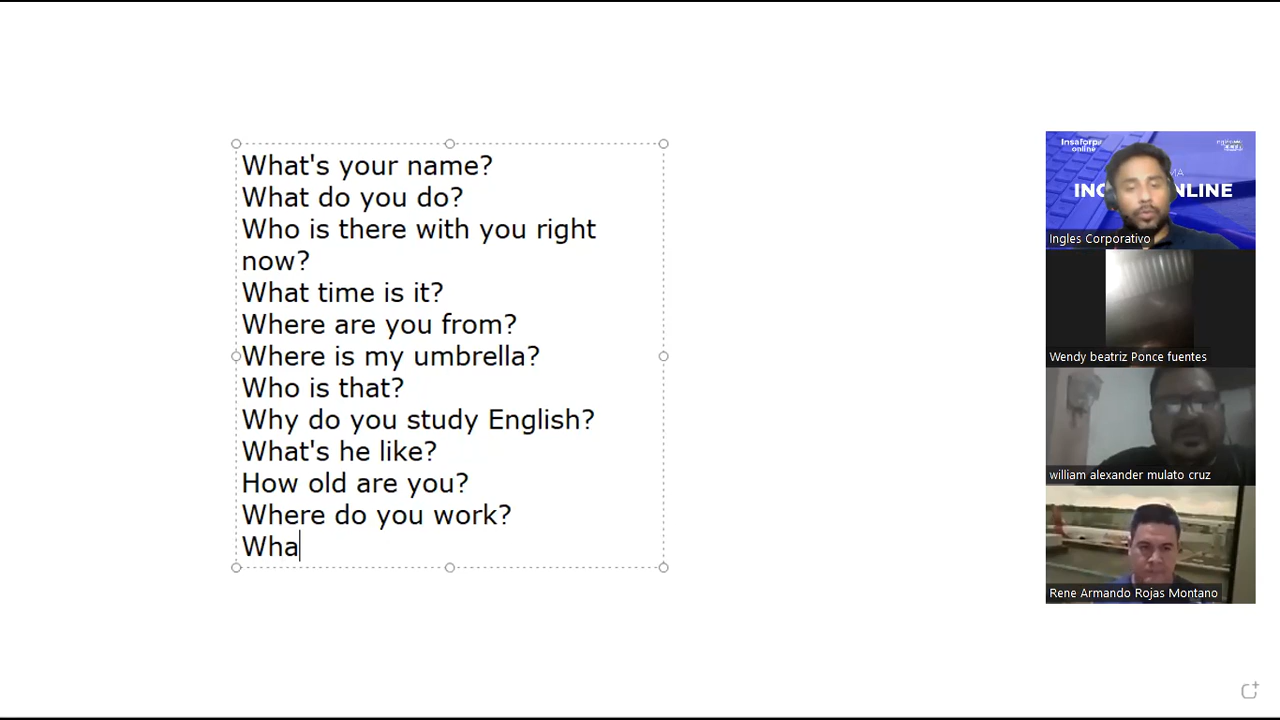 What's your name?
What do you do?
Who is there with you right
now?
What time is it?
Where are you from?
Where is my umbrella?
Who is that?
Why do you study English?
What's he like?
How old are you?
Where do you work?
Wha
Insaforp
online
MA
ING NLINE
Ingles Corporativo
Wendy beatriz Ponce fuentes
william alexander mulato cruz
Rene Armando Rojas Montano